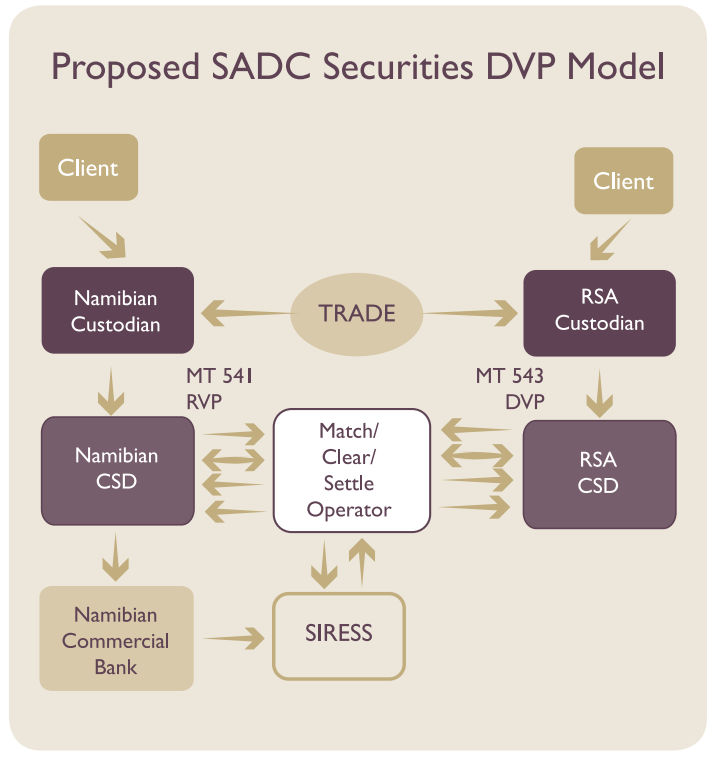 Proposed SADC Securities DVP Model
Client
Client
Namibian
Custodian
TRADE
RSA
Custodian
MT 541
RVP
MT 543
DVP
Namibian
CSD
Match/
Clear/
Settle
Operator
RSA
CSD
Namibian
Commercial
Bank
SIRESS